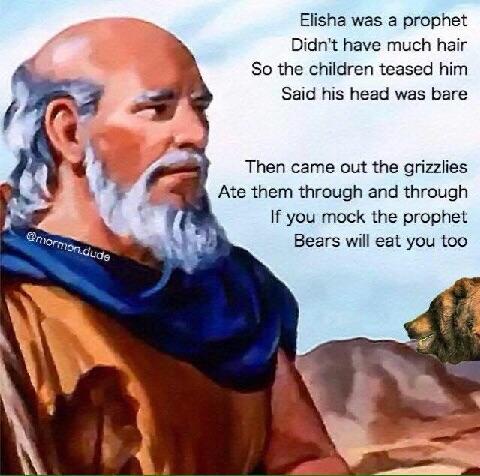 Elisha was a prophet
Didn't have much hair
So the children teased him
Said his head was bare
Then came out the grizzlies
Ate them through and through
If you mock the prophet
Bears will eat you too
@mormon.dude